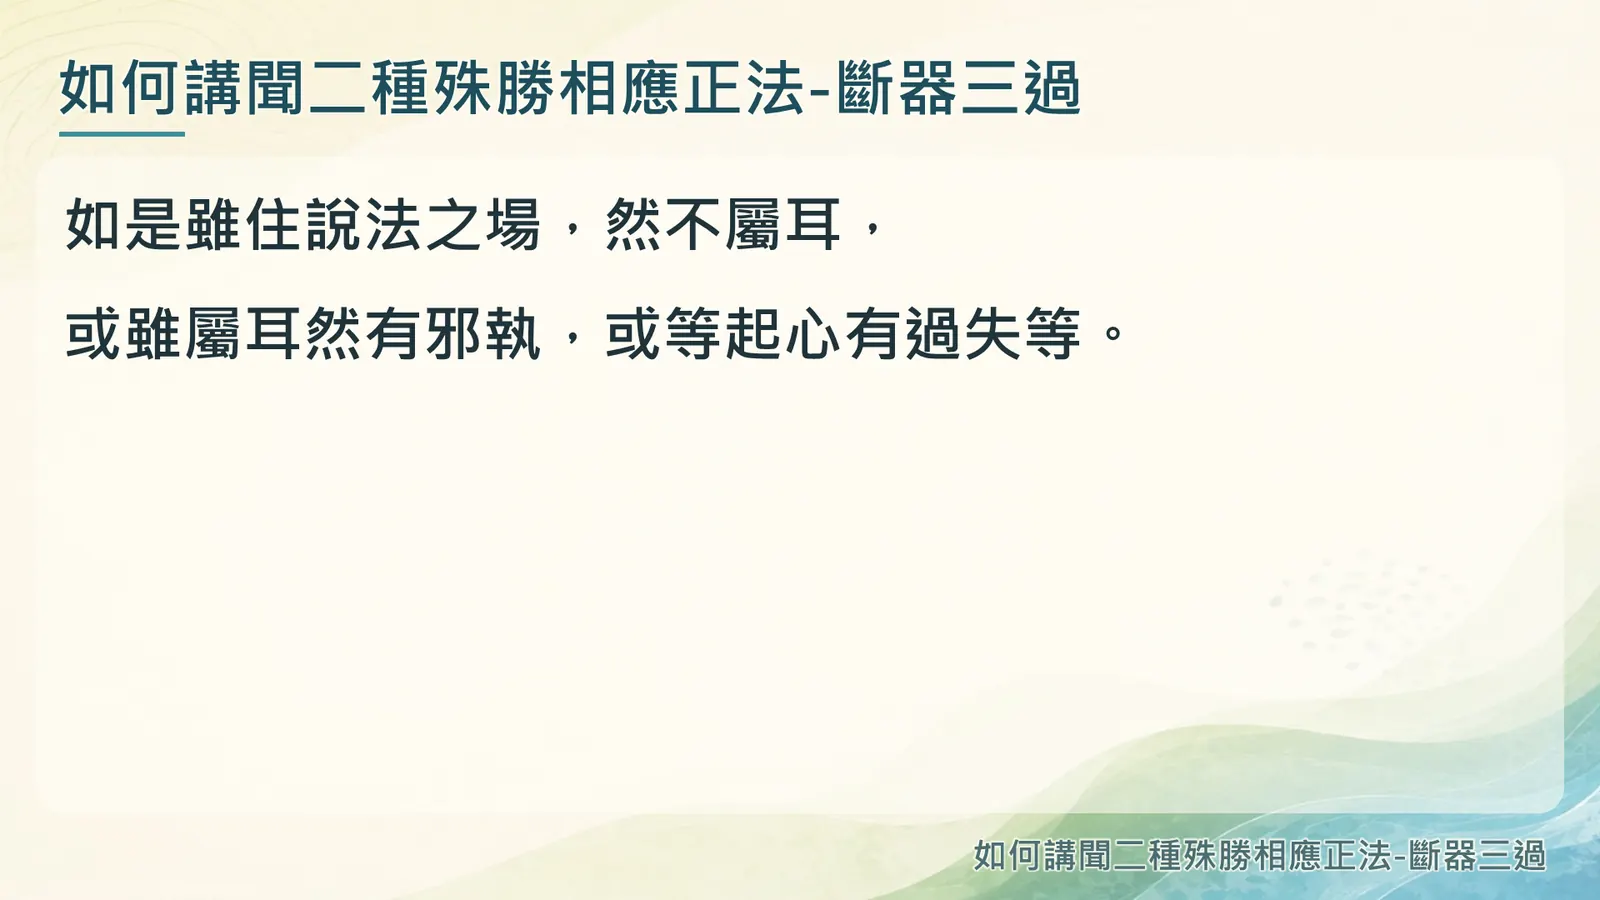 如何講聞二種殊勝相應正法-斷器三過
如是雖住說法之場，然不屬耳，
或雖屬耳然有邪執，或等起心有過失等。
如何講聞二種殊勝相應正法-斷器三過